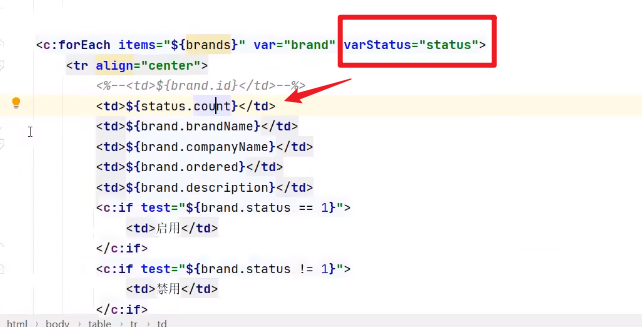 <c:forEach items="${brands}" var="brand" varStatus="status">
<tr align="center">
<%--<td>${brand.id}</td>--%>
<td>${status.count}</td>
<td>${brand.brandName}</td>
<td>${brand.companyName}</td>
<td>${brand.ordered}</td>
<td>${brand.description}</td>
<c:if test="${brand.status == 1}">
<td>启用</td>
</c:if>
<c:if test="${brand.status != 1}">
<td>禁用</td>
</c:if>
html › body › table › tr › td